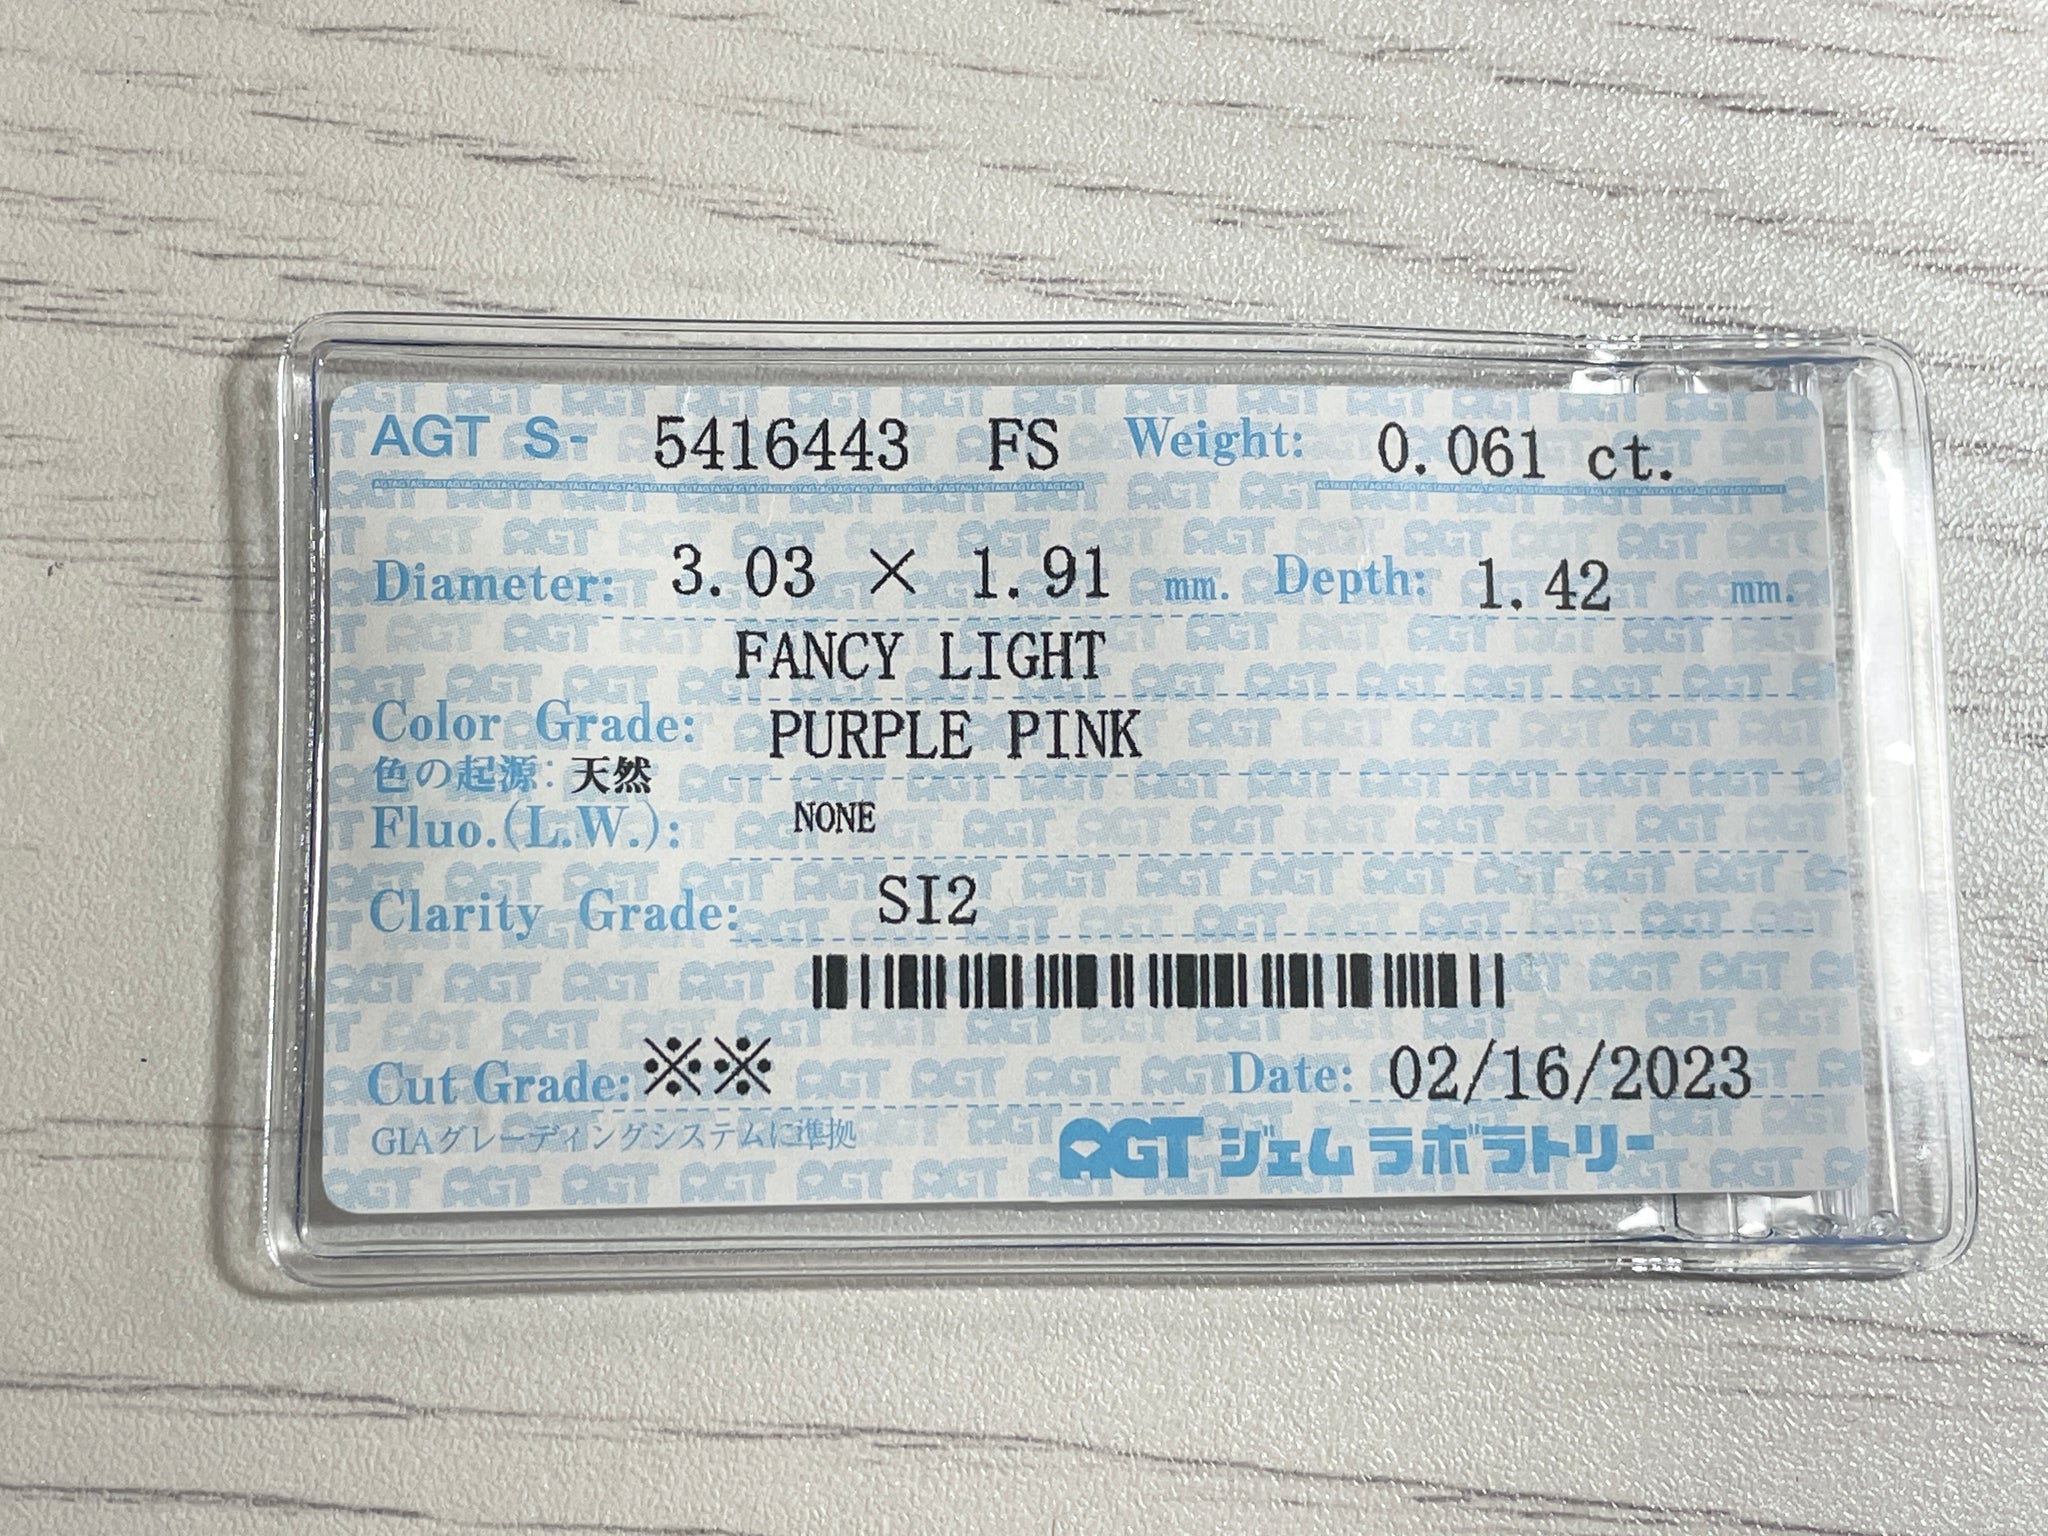 AGT S- 5416443 FS Weight: 0.061 ct.
Diameter: 3.03 × 1.91 mm. Depth: 1.42 mm.
FANCY LIGHT
Color Grade: PURPLE PINK
色の起源: 天然
Fluo.(L.W.): NONE
Clarity Grade: SI2
Cut Grade: ※※ Date: 02/16/2023
GIAグレーディングシステムに準拠
AGT ジェム ラボラトリー